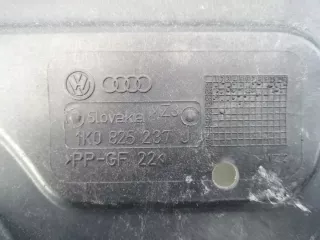 Slovakia
1K0 825 237 J
>PP-GF 22<